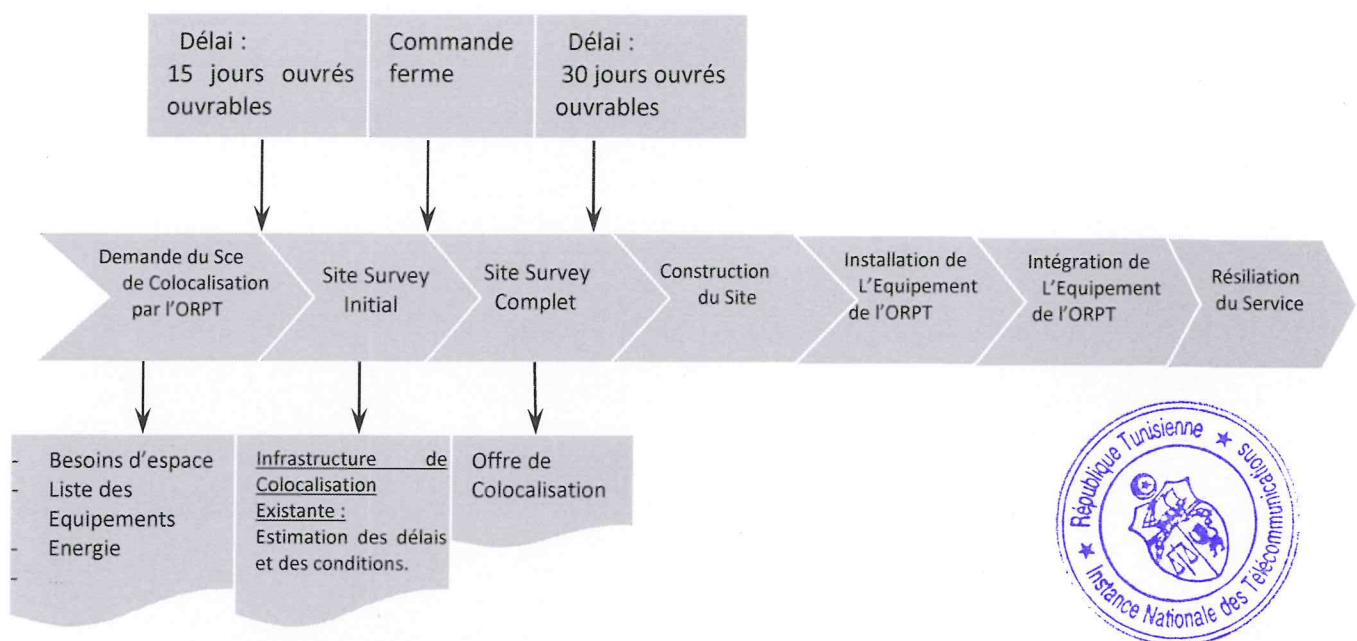 Délai :
15 jours ouvrés
ouvrables
Commande
ferme
Délai :
30 jours ouvrés
ouvrables
Demande du Sce
de Colocalisation
par l'ORPT
Site Survey
Initial
Site Survey
Complet
Construction
du Site
Installation de
L'Equipement
de l'ORPT
Intégration de
L'Equipement
de l'ORPT
Résiliation
du Service
- Besoins d'espace
- Liste des
Equipements
- Energie
-
Infrastructure de
Colocalisation
Existante :
Estimation des délais
et des conditions.
Offre de
Colocalisation
★ République Tunisienne ★
Instance Nationale des Télécommunications